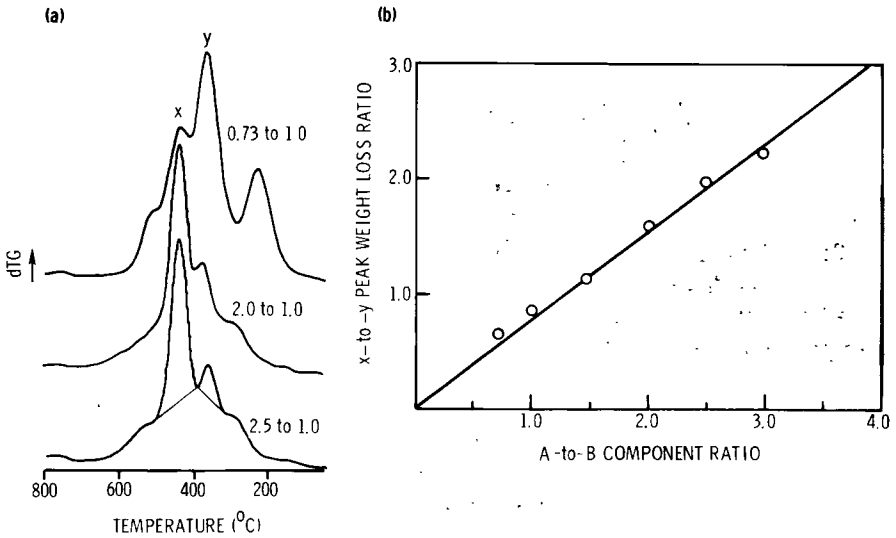 (a)
y
x
0.73 to 1 0
2.0 to 1.0
2.5 to 1.0
dTG
800 600 400 200
TEMPERATURE (°C)
(b)
x-to-y PEAK WEIGHT LOSS RATIO
3.0
2.0
1.0
1.0 2.0 3.0 4.0
A-to-B COMPONENT RATIO